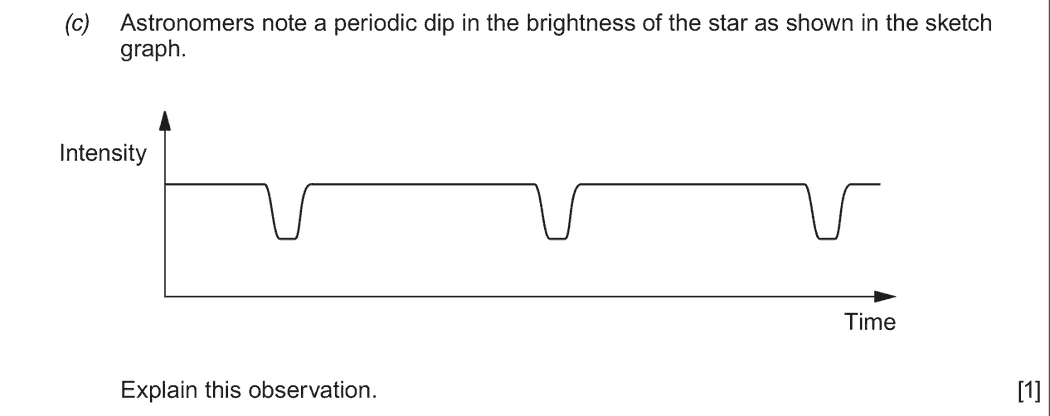 (c) Astronomers note a periodic dip in the brightness of the star as shown in the sketch
graph.
Intensity
Time
Explain this observation. [1]